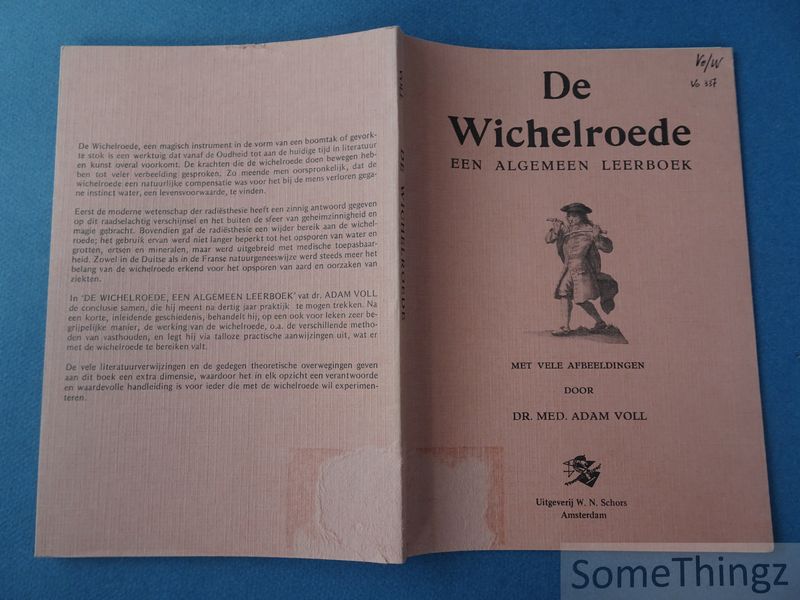 De Wichelroede, een magisch instrument in de vorm van een boomtak of gevork-
te stok is een werktuig dat vanaf de Oudheid tot aan de huidige tijd in literatuur
en kunst overal voorkomt. De krachten die de wichelroede doen bewegen heb-
ben tot veler verbeelding gesproken. Zo meende men oorspronkelijk, dat de
wichelroede een natuurlijke compensatie was voor het bij de mens verloren gega-
ne instinct water, een levensvoorwaarde, te vinden.
Eerst de moderne wetenschap der radiësthesie heeft een zinnig antwoord gegeven
op dit raadselachtig verschijnsel en het buiten de sfeer van geheimzinnigheid en
magie gebracht. Bovendien gaf de radiësthesie een wijder bereik aan de wichel-
roede; het gebruik ervan werd niet langer beperkt tot het opsporen van water en
grotten, ertsen en mineralen, maar werd uitgebreid met medische toepasbaar-
heid. Zowel in de Duitse als in de Franse natuurgeneeswijze werd steeds meer het
belang van de wichelroede erkend voor het opsporen van aard en oorzaken van
ziekten.
In 'DE WICHELROEDE, EEN ALGEMEEN LEERBOEK' vat dr. ADAM VOLL
de conclusie samen, die hij meent na dertig jaar praktijk te mogen trekken. Na
een korte, inleidende geschiedenis, behandelt hij, op een ook voor leken zeer be-
grijpelijke manier, de werking van de wichelroede, o.a. de verschillende metho-
den van vasthouden, en legt hij via talloze practische aanwijzingen uit, wat er
met de wichelroede te bereiken valt.
De vele literatuurverwijzingen en de gedegen theoretische overwegingen geven
aan dit boek een extra dimensie, waardoor het in elk opzicht een verantwoorde
en waardevolle handleiding is voor ieder die met de wichelroede wil experimen-
teren.
DE WICHELROEDE
Ve/W
Vo 357
De
Wichelroede
EEN ALGEMEEN LEERBOEK
MET VELE AFBEELDINGEN
DOOR
DR. MED. ADAM VOLL
Uitgeverij W. N. Schors
Amsterdam
SomeThingz